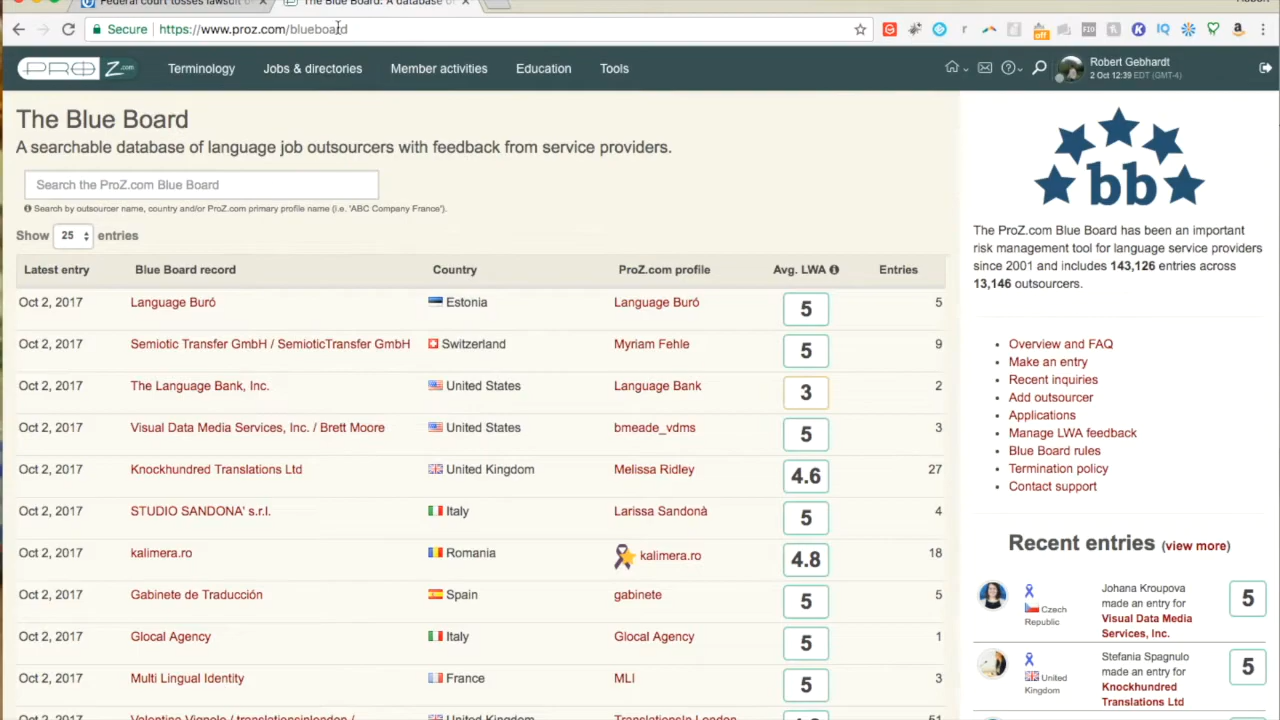 Federal court tosses lawsuit
The Blue Board: A database of
Secure https://www.proz.com/blueboard
PROZ.com
Terminology
Jobs & directories
Member activities
Education
Tools
Robert Gebhardt
2 Oct 12:39 EDT (GMT-4)
The Blue Board
A searchable database of language job outsourcers with feedback from service providers.
Search the ProZ.com Blue Board
Search by outsourcer name, country and/or ProZ.com primary profile name (i.e. 'ABC Company France').
Show 25 entries
Latest entry Blue Board record Country ProZ.com profile Avg. LWA Entries
Oct 2, 2017 Language Buró Estonia Language Buró 5 5
Oct 2, 2017 Semiotic Transfer GmbH / SemioticTransfer GmbH Switzerland Myriam Fehle 5 9
Oct 2, 2017 The Language Bank, Inc. United States Language Bank 3 2
Oct 2, 2017 Visual Data Media Services, Inc. / Brett Moore United States bmeade_vdms 5 3
Oct 2, 2017 Knockhundred Translations Ltd United Kingdom Melissa Ridley 4.6 27
Oct 2, 2017 STUDIO SANDONA' s.r.l. Italy Larissa Sandonà 5 4
Oct 2, 2017 kalimera.ro Romania kalimera.ro 4.8 18
Oct 2, 2017 Gabinete de Traducción Spain gabinete 5 5
Oct 2, 2017 Glocal Agency Italy Glocal Agency 5 1
Oct 2, 2017 Multi Lingual Identity France MLI 5 3
bb
The ProZ.com Blue Board has been an important
risk management tool for language service providers
since 2001 and includes 143,126 entries across
13,146 outsourcers.
Overview and FAQ
Make an entry
Recent inquiries
Add outsourcer
Applications
Manage LWA feedback
Blue Board rules
Termination policy
Contact support
Recent entries (view more)
Czech
Republic
Johana Kroupova
made an entry for
Visual Data Media
Services, Inc.
5
United
Kingdom
Stefania Spagnulo
made an entry for
Knockhundred
Translations Ltd
5